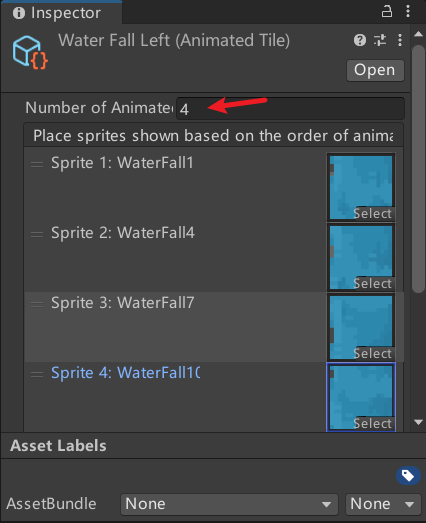 Inspector
Water Fall Left (Animated Tile)
Open
Number of Animate 4
Place sprites shown based on the order of anima
Sprite 1: WaterFall1
Select
Sprite 2: WaterFall4
Select
Sprite 3: WaterFall7
Select
Sprite 4: WaterFall10
Select
Asset Labels
AssetBundle None None